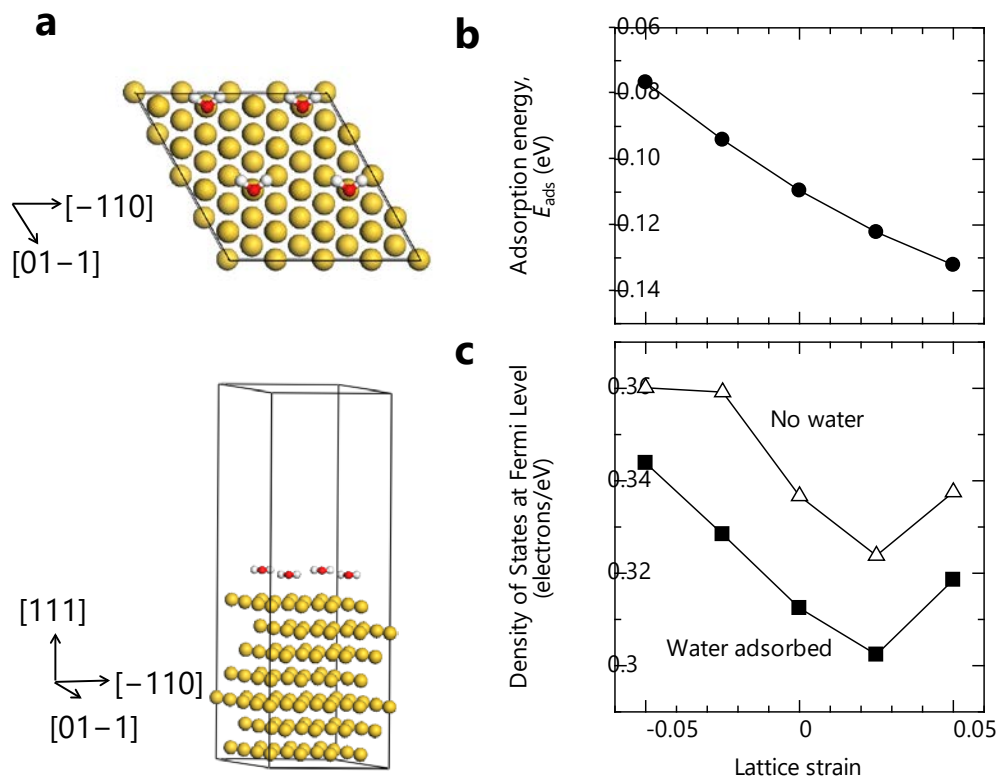 a
[−110]
[01−1]
[111]
[−110]
[01−1]
b
Adsorption energy,
E_ads (eV)
0.06
0.08
0.10
0.12
0.14
c
Density of States at Fermi Level
(electrons/eV)
0.36
No water
0.34
0.32
Water adsorbed
0.3
-0.05
0
0.05
Lattice strain